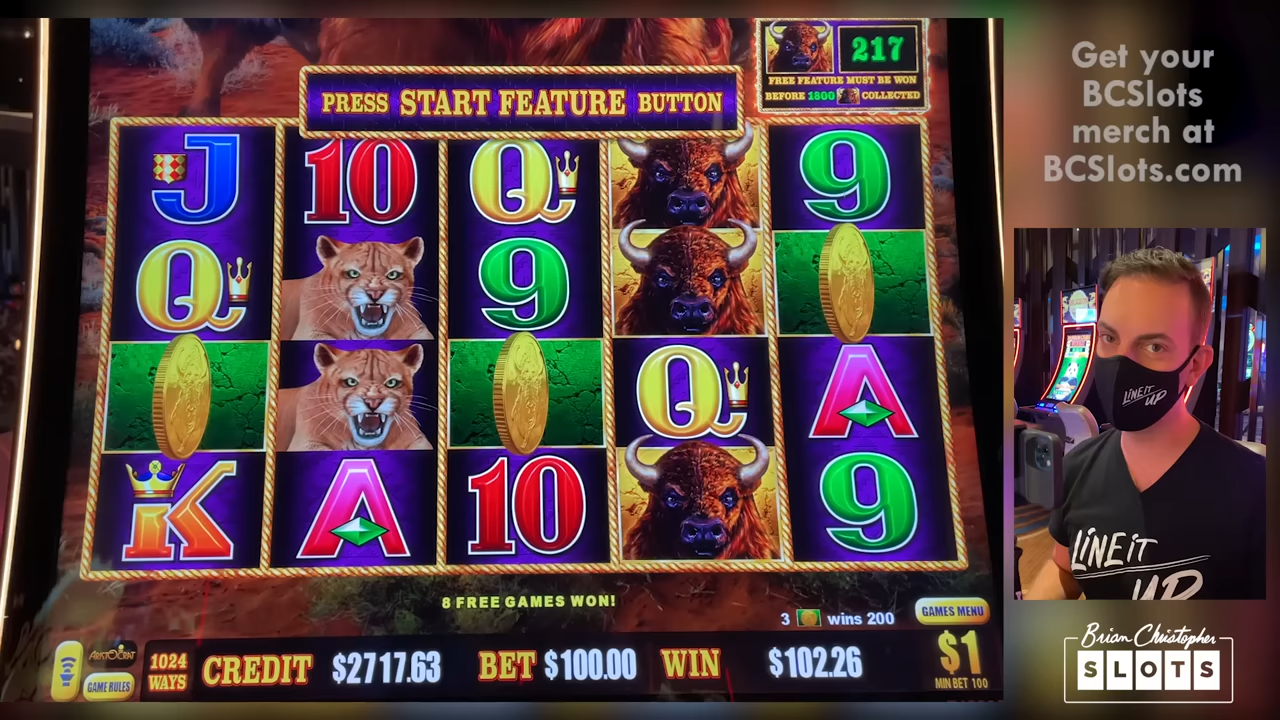 217
FREE FEATURE MUST BE WON
BEFORE 1800 COLLECTED
PRESS START FEATURE BUTTON
J 10 Q 9
Q 9
Q A
K A 10 9
8 FREE GAMES WON!
3 wins 200
GAMES MENU
ARISTOCRAT
GAME RULES
1024 WAYS
CREDIT $2717.63 BET $100.00 WIN $102.26
$1
MIN BET 100
Get your
BCSlots
merch at
BCSlots.com
LINE IT
UP
LINE IT
UP
Brian Christopher
SLOTS